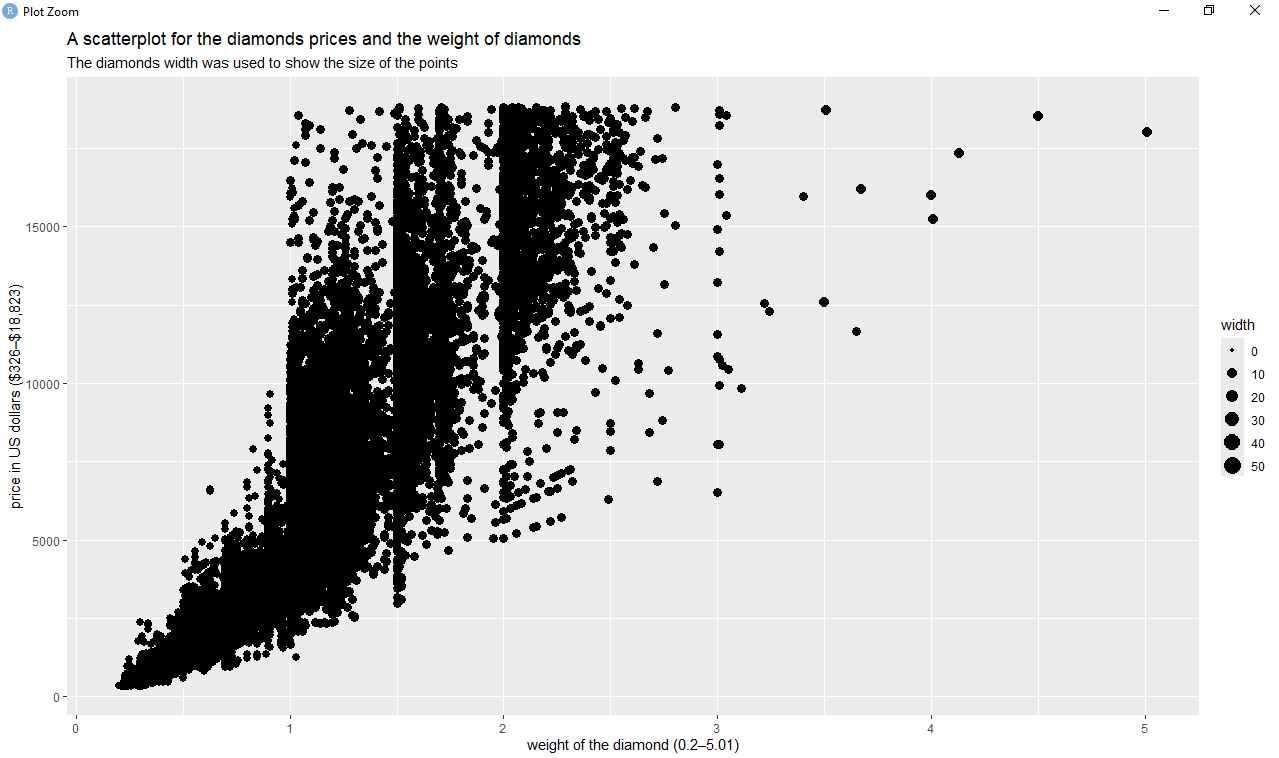 R Plot Zoom
A scatterplot for the diamonds prices and the weight of diamonds
The diamonds width was used to show the size of the points
15000
10000
5000
0
price in US dollars ($326–$18,823)
0 1 2 3 4 5
weight of the diamond (0.2–5.01)
width
0
10
20
30
40
50